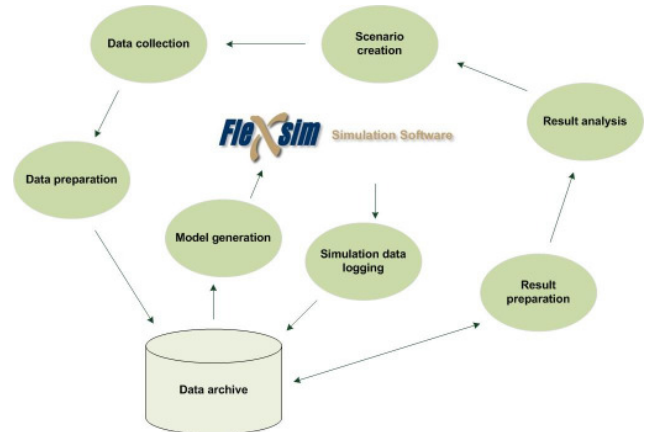 Scenario
creation
Data collection
Result analysis
FleXsim Simulation Software
Data preparation
Model generation
Simulation data
logging
Result
preparation
Data archive